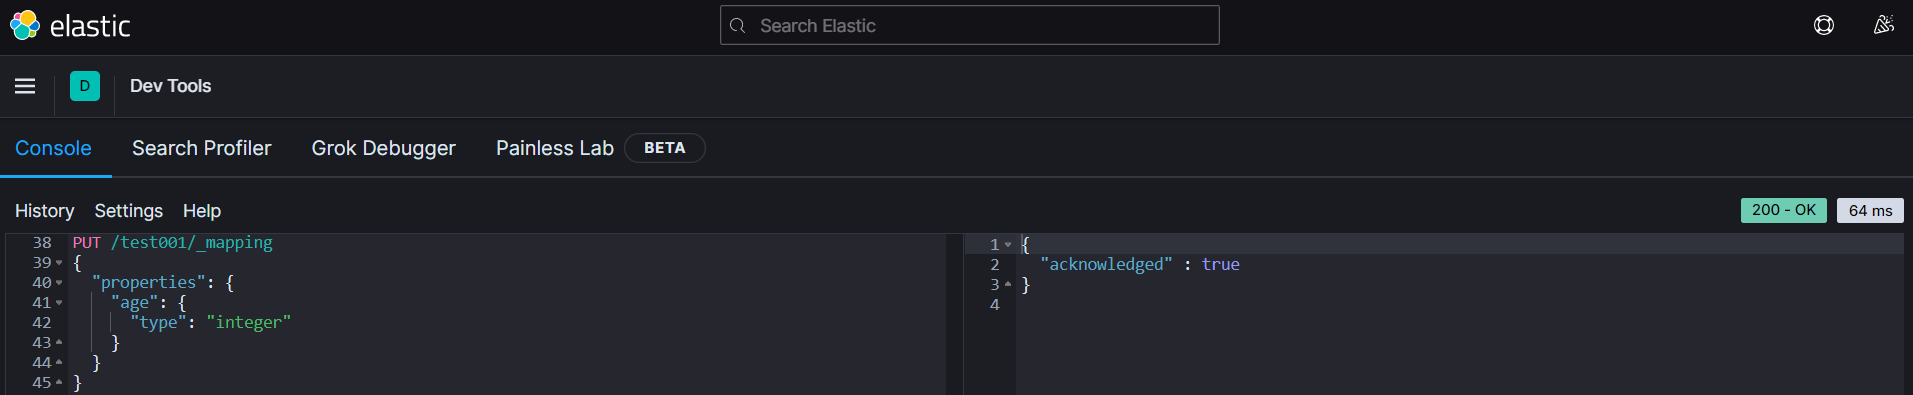 elastic
Search Elastic
D
Dev Tools
Console Search Profiler Grok Debugger Painless Lab BETA
History Settings Help
200 - OK 64 ms
38 PUT /test001/_mapping
39 {
40 "properties": {
41 "age": {
42 "type": "integer"
43 }
44 }
45 }
1 {
2 "acknowledged" : true
3 }
4